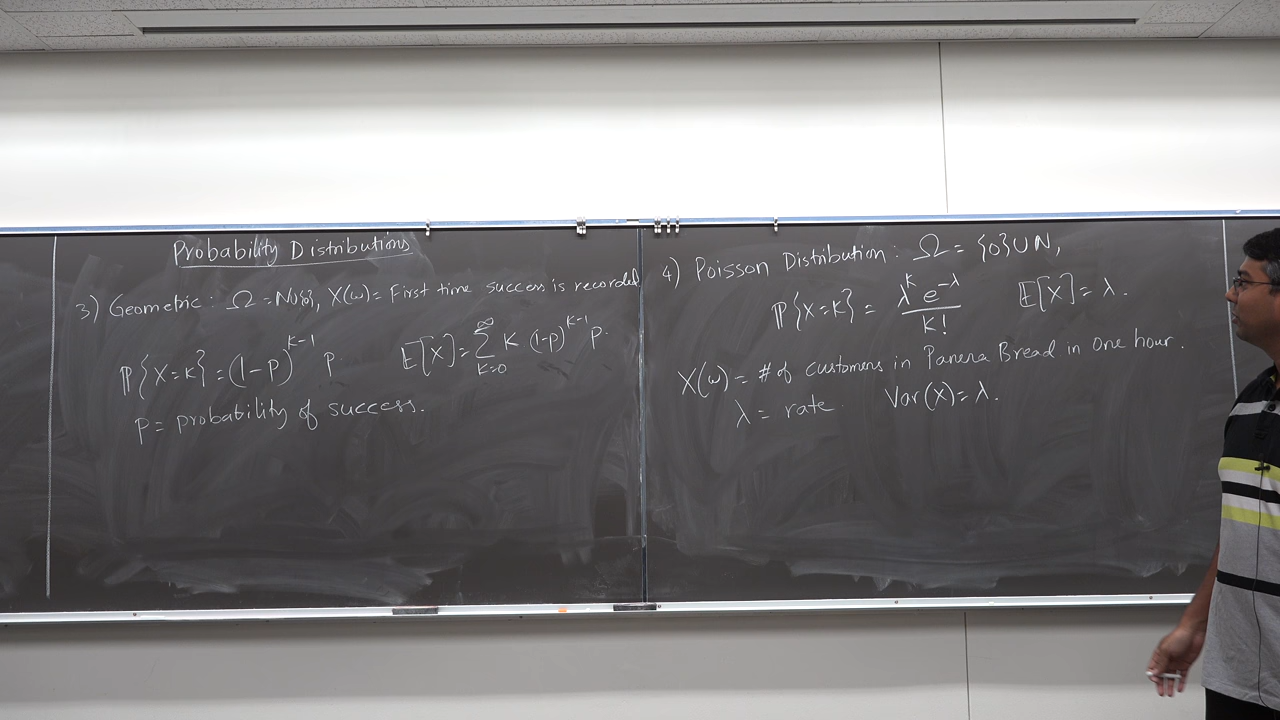 Probability Distributions
3) Geometric: Ω = N∪{0}, X(ω) = First time success is recorded
P{X=K} = (1-p)^{K-1} p.
E[X] = ∑_{K=0}^{∞} K (1-p)^{K-1} p.
p = probability of success.
4) Poisson Distribution: Ω = {0}∪N,
P{X=K} = λ^K e^{-λ} / K!
E[X] = λ.
X(ω) = # of customers in Panera Bread in one hour.
λ = rate. Var(X) = λ.